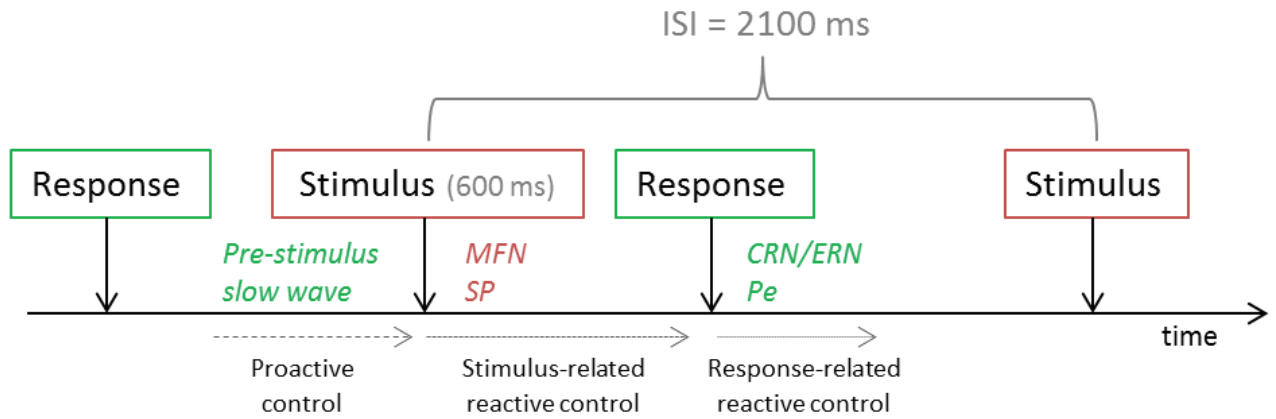 ISI = 2100 ms
Response
Stimulus (600 ms)
Response
Stimulus
Pre-stimulus
slow wave
MFN
SP
CRN/ERN
Pe
time
Proactive
control
Stimulus-related
reactive control
Response-related
reactive control